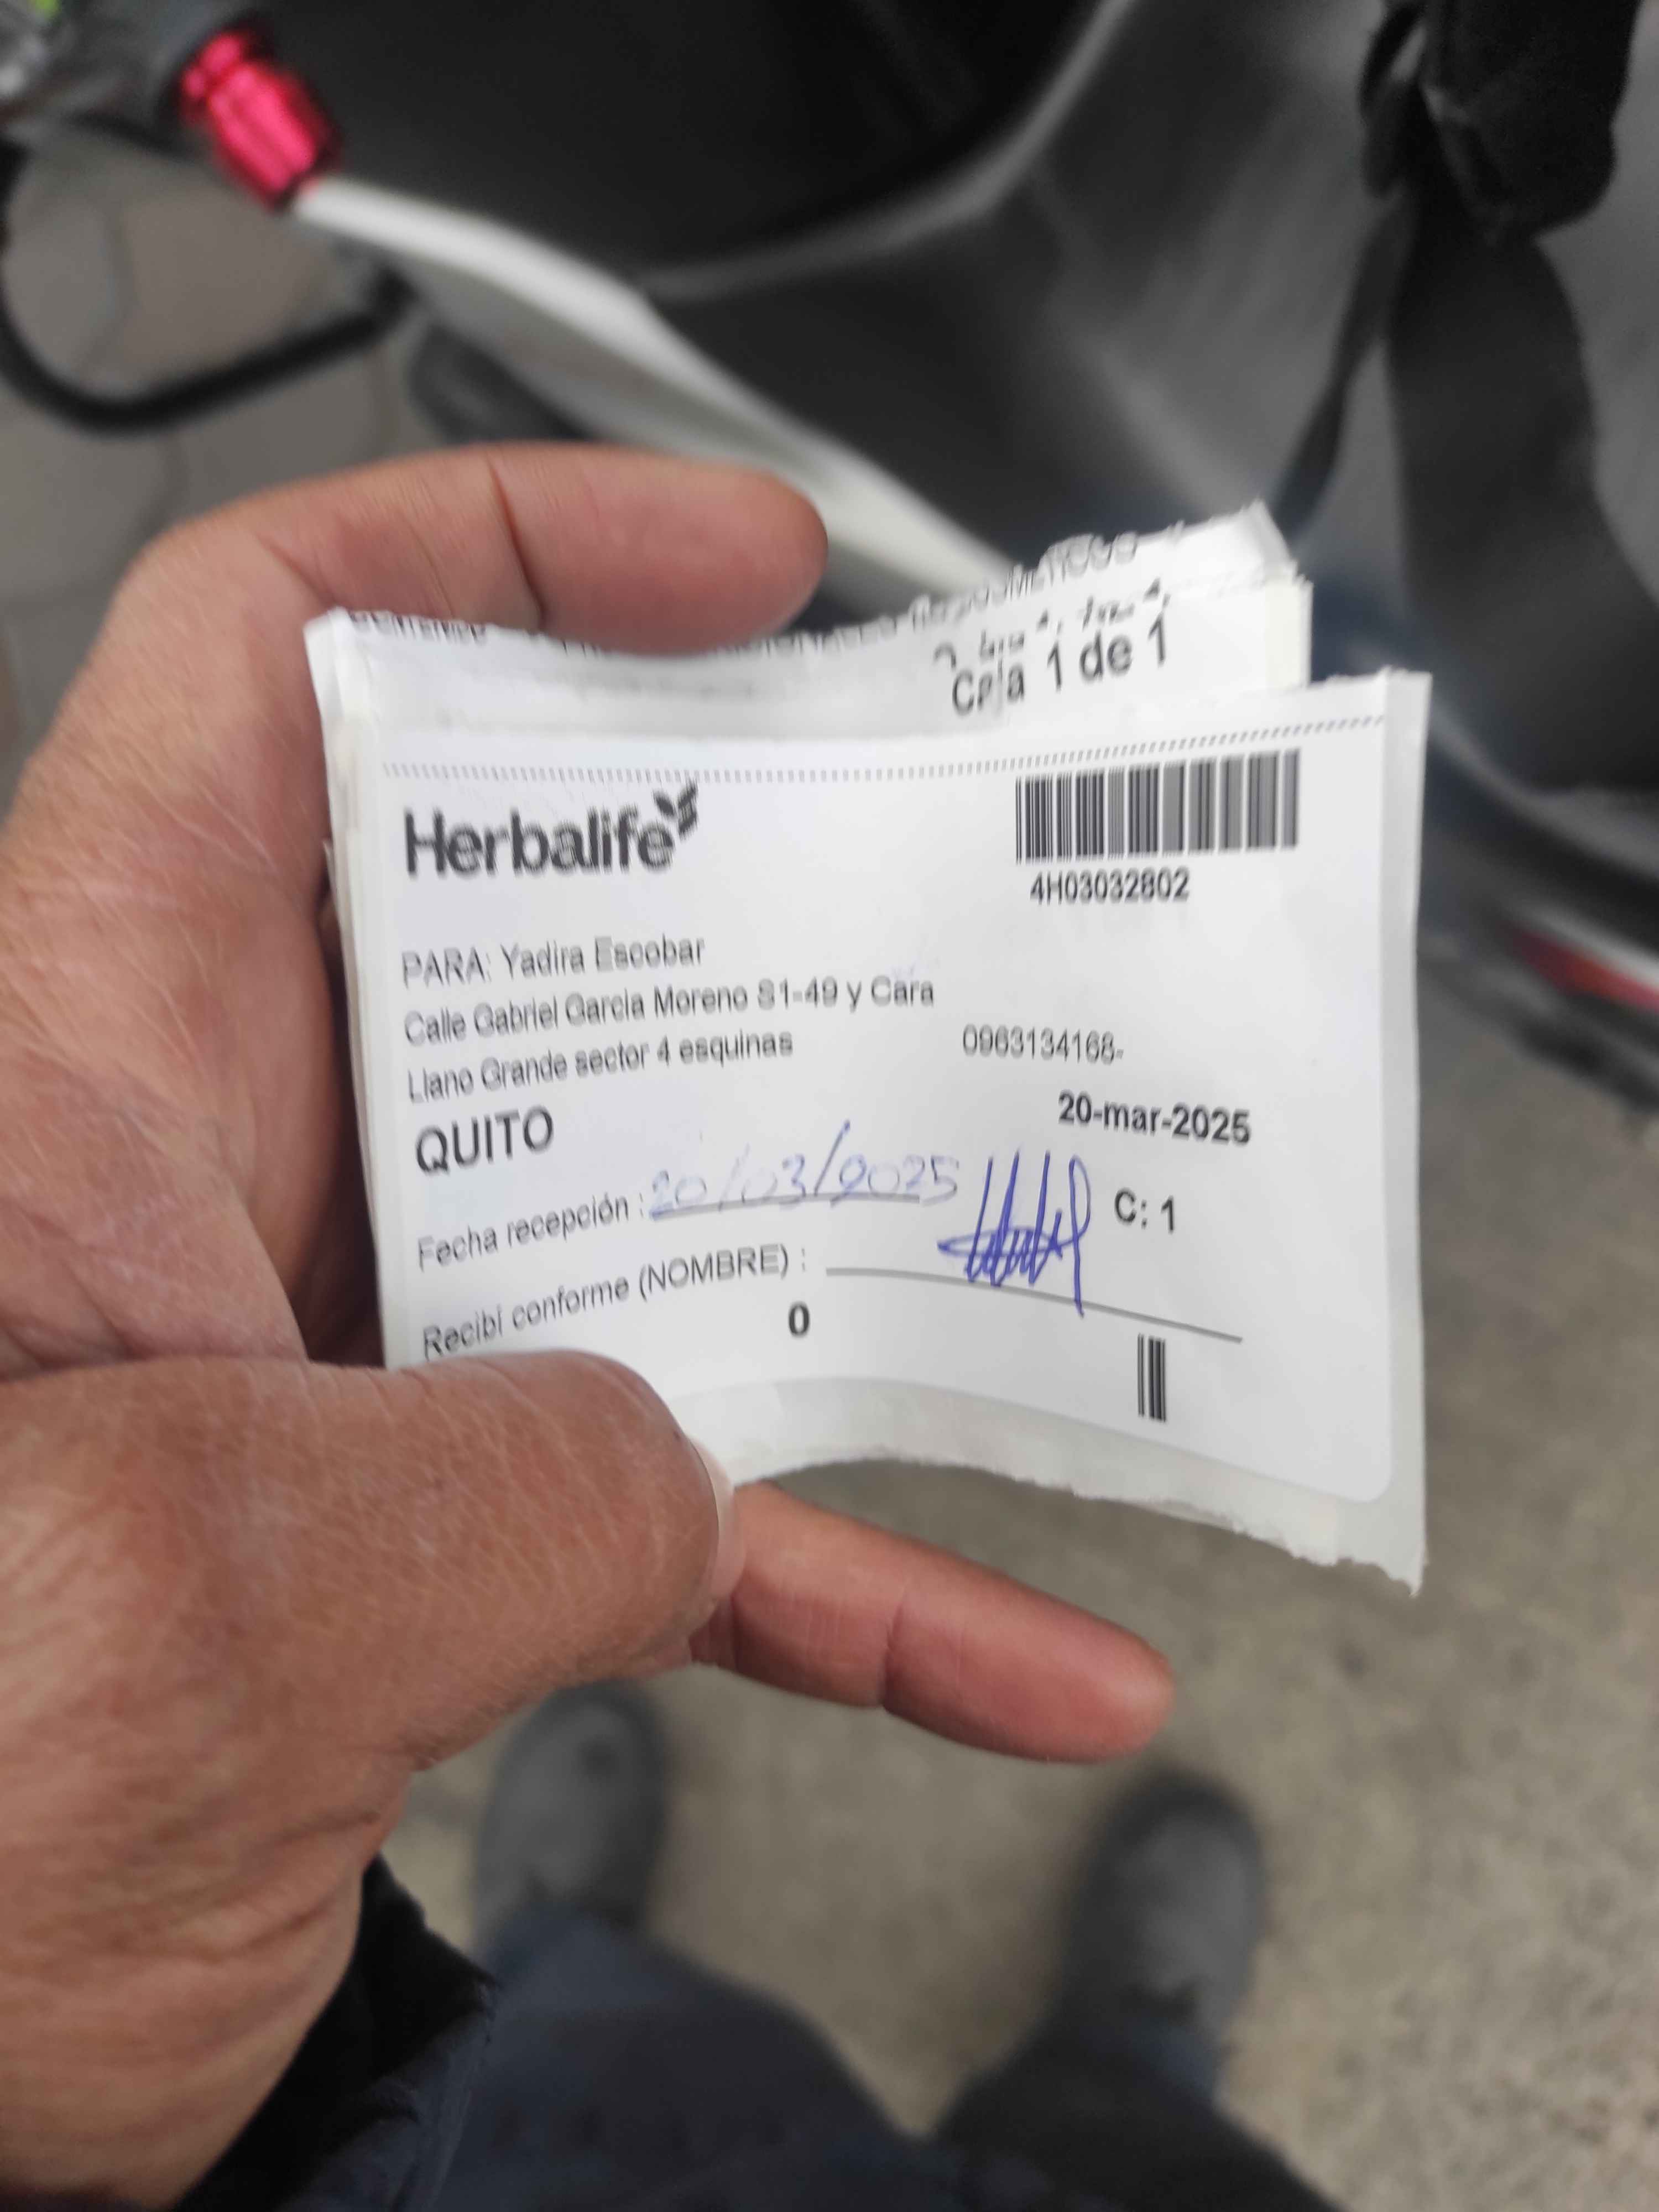 Caja 1 de 1
Herbalife
4H03032802
PARA: Yadira Escobar
Calle Gabriel Garcia Moreno S1-49 y Cara
Llano Grande sector 4 esquinas 0963134168-
QUITO 20-mar-2025
Fecha recepción : 20/03/2025 C: 1
Recibí conforme (NOMBRE) :
0